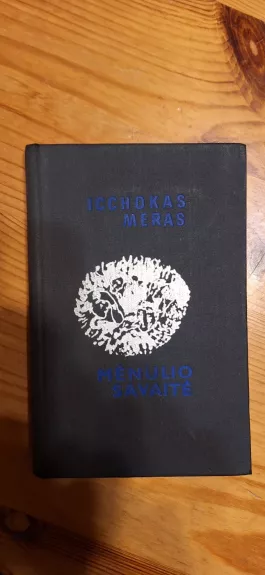 ICCHOKAS
MERAS
MĖNULIO
SAVAITĖ